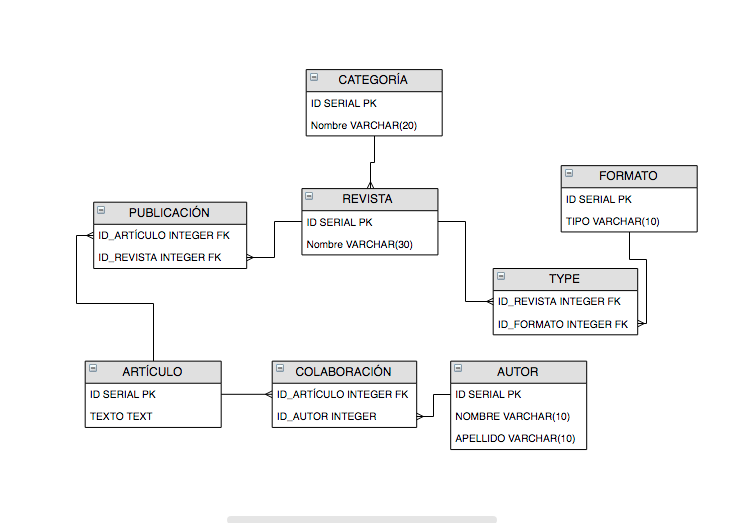 CATEGORÍA
ID SERIAL PK
Nombre VARCHAR(20)
REVISTA
ID SERIAL PK
Nombre VARCHAR(30)
FORMATO
ID SERIAL PK
TIPO VARCHAR(10)
PUBLICACIÓN
ID_ARTÍCULO INTEGER FK
ID_REVISTA INTEGER FK
TYPE
ID_REVISTA INTEGER FK
ID_FORMATO INTEGER FK
ARTÍCULO
ID SERIAL PK
TEXTO TEXT
COLABORACIÓN
ID_ARTÍCULO INTEGER FK
ID_AUTOR INTEGER
AUTOR
ID SERIAL PK
NOMBRE VARCHAR(10)
APELLIDO VARCHAR(10)